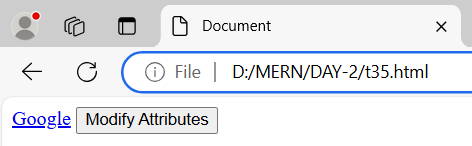 Document
File D:/MERN/DAY-2/t35.html
Google Modify Attributes